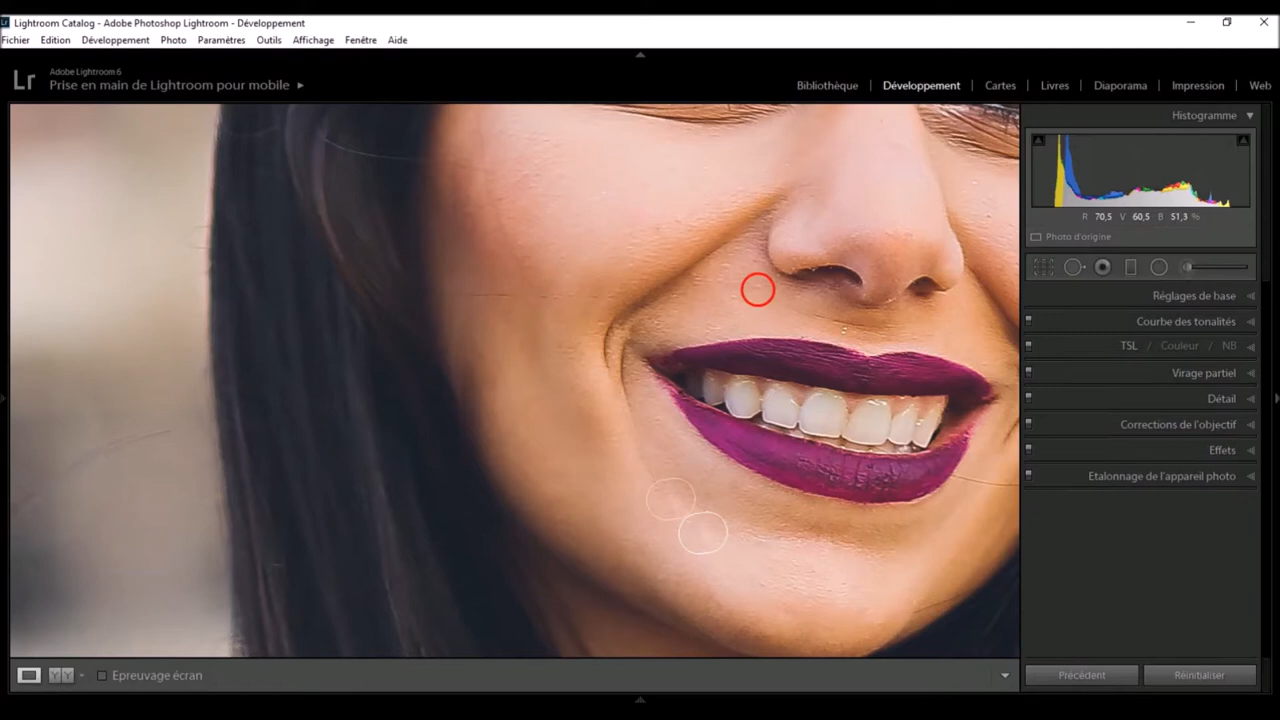 Lightroom Catalog - Adobe Photoshop Lightroom - Développement
Fichier Edition Développement Photo Paramètres Outils Affichage Fenêtre Aide
Lr
Adobe Lightroom 6
Prise en main de Lightroom pour mobile
Bibliothèque | Développement | Cartes | Livres | Diaporama | Impression | Web
Histogramme
R 70,5 V 60,5 B 51,3 %
Photo d'origine
Réglages de base
Courbe des tonalités
TSL / Couleur / NB
Virage partiel
Détail
Corrections de l'objectif
Effets
Etalonnage de l'appareil photo
YY Epreuvage écran
Précédent Réinitialiser